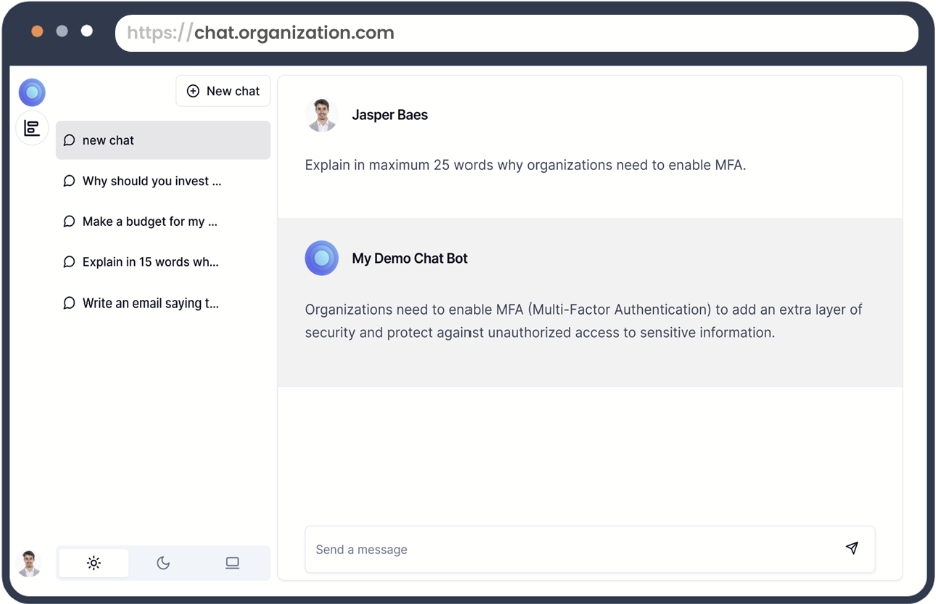 https://chat.organization.com
New chat
new chat
Why should you invest ...
Make a budget for my ...
Explain in 15 words wh...
Write an email saying t...
Jasper Baes
Explain in maximum 25 words why organizations need to enable MFA.
My Demo Chat Bot
Organizations need to enable MFA (Multi-Factor Authentication) to add an extra layer of
security and protect against unauthorized access to sensitive information.
Send a message